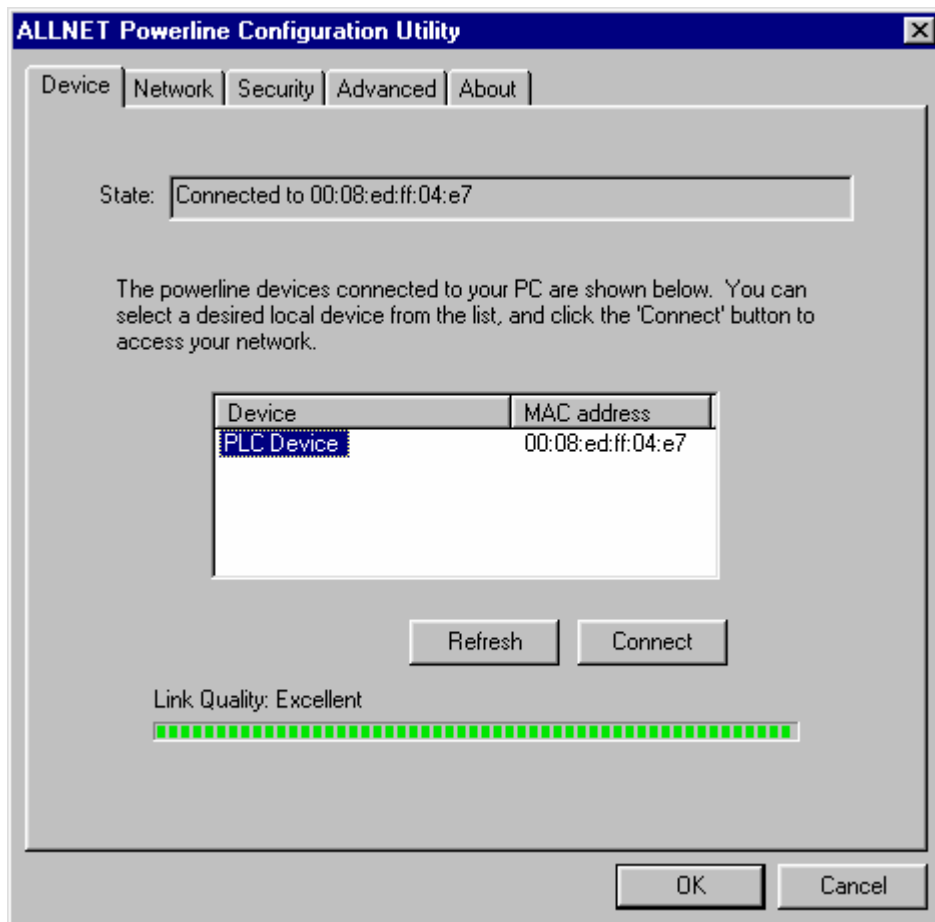 ALLNET Powerline Configuration Utility
Device Network Security Advanced About
State: Connected to 00:08:ed:ff:04:e7
The powerline devices connected to your PC are shown below. You can
select a desired local device from the list, and click the 'Connect' button to
access your network.
Device MAC address
PLC Device 00:08:ed:ff:04:e7
Refresh Connect
Link Quality: Excellent
OK Cancel